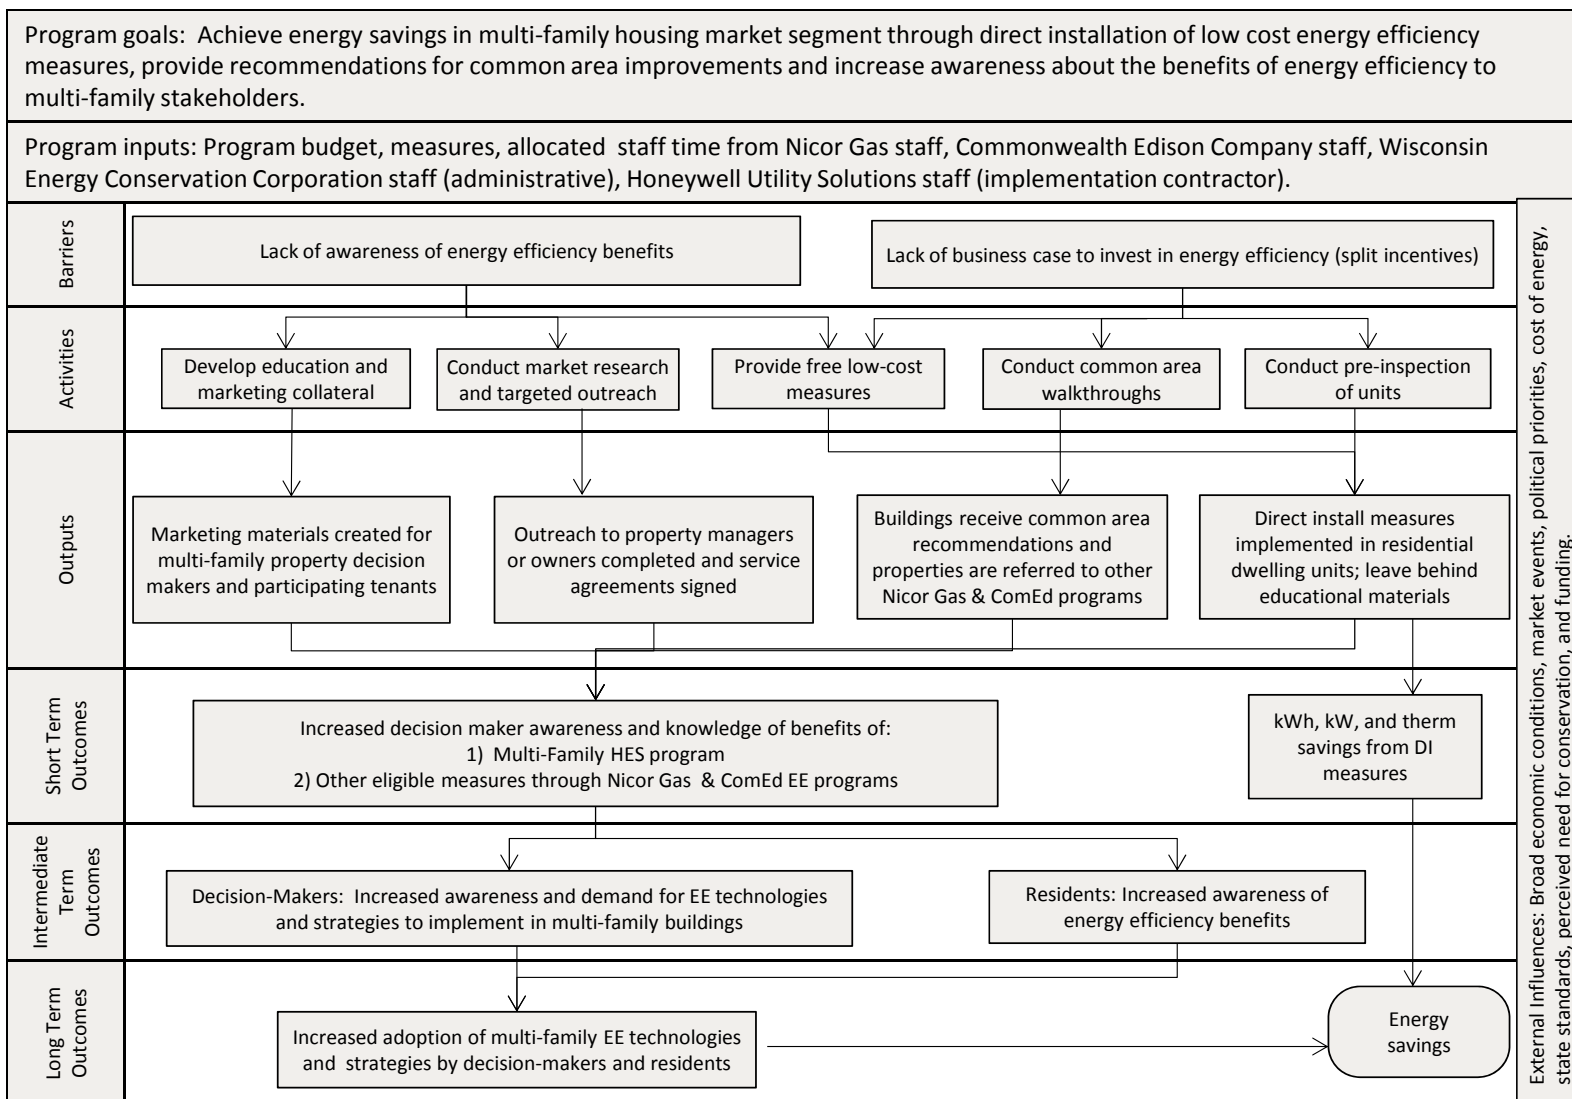 Program goals: Achieve energy savings in multi-family housing market segment through direct installation of low cost energy efficiency
measures, provide recommendations for common area improvements and increase awareness about the benefits of energy efficiency to
multi-family stakeholders.
Program inputs: Program budget, measures, allocated staff time from Nicor Gas staff, Commonwealth Edison Company staff, Wisconsin
Energy Conservation Corporation staff (administrative), Honeywell Utility Solutions staff (implementation contractor).
Barriers
Lack of awareness of energy efficiency benefits
Lack of business case to invest in energy efficiency (split incentives)
Activities
Develop education and
marketing collateral
Conduct market research
and targeted outreach
Provide free low-cost
measures
Conduct common area
walkthroughs
Conduct pre-inspection
of units
Outputs
Marketing materials created for
multi-family property decision
makers and participating tenants
Outreach to property managers
or owners completed and service
agreements signed
Buildings receive common area
recommendations and
properties are referred to other
Nicor Gas & ComEd programs
Direct install measures
implemented in residential
dwelling units; leave behind
educational materials
Short Term
Outcomes
Increased decision maker awareness and knowledge of benefits of:
1) Multi-Family HES program
2) Other eligible measures through Nicor Gas & ComEd EE programs
kWh, kW, and therm
savings from DI
measures
Intermediate
Term
Outcomes
Decision-Makers: Increased awareness and demand for EE technologies
and strategies to implement in multi-family buildings
Residents: Increased awareness of
energy efficiency benefits
Long Term
Outcomes
Increased adoption of multi-family EE technologies
and strategies by decision-makers and residents
Energy
savings
External Influences: Broad economic conditions, market events, political priorities, cost of energy,
state standards, perceived need for conservation, and funding.